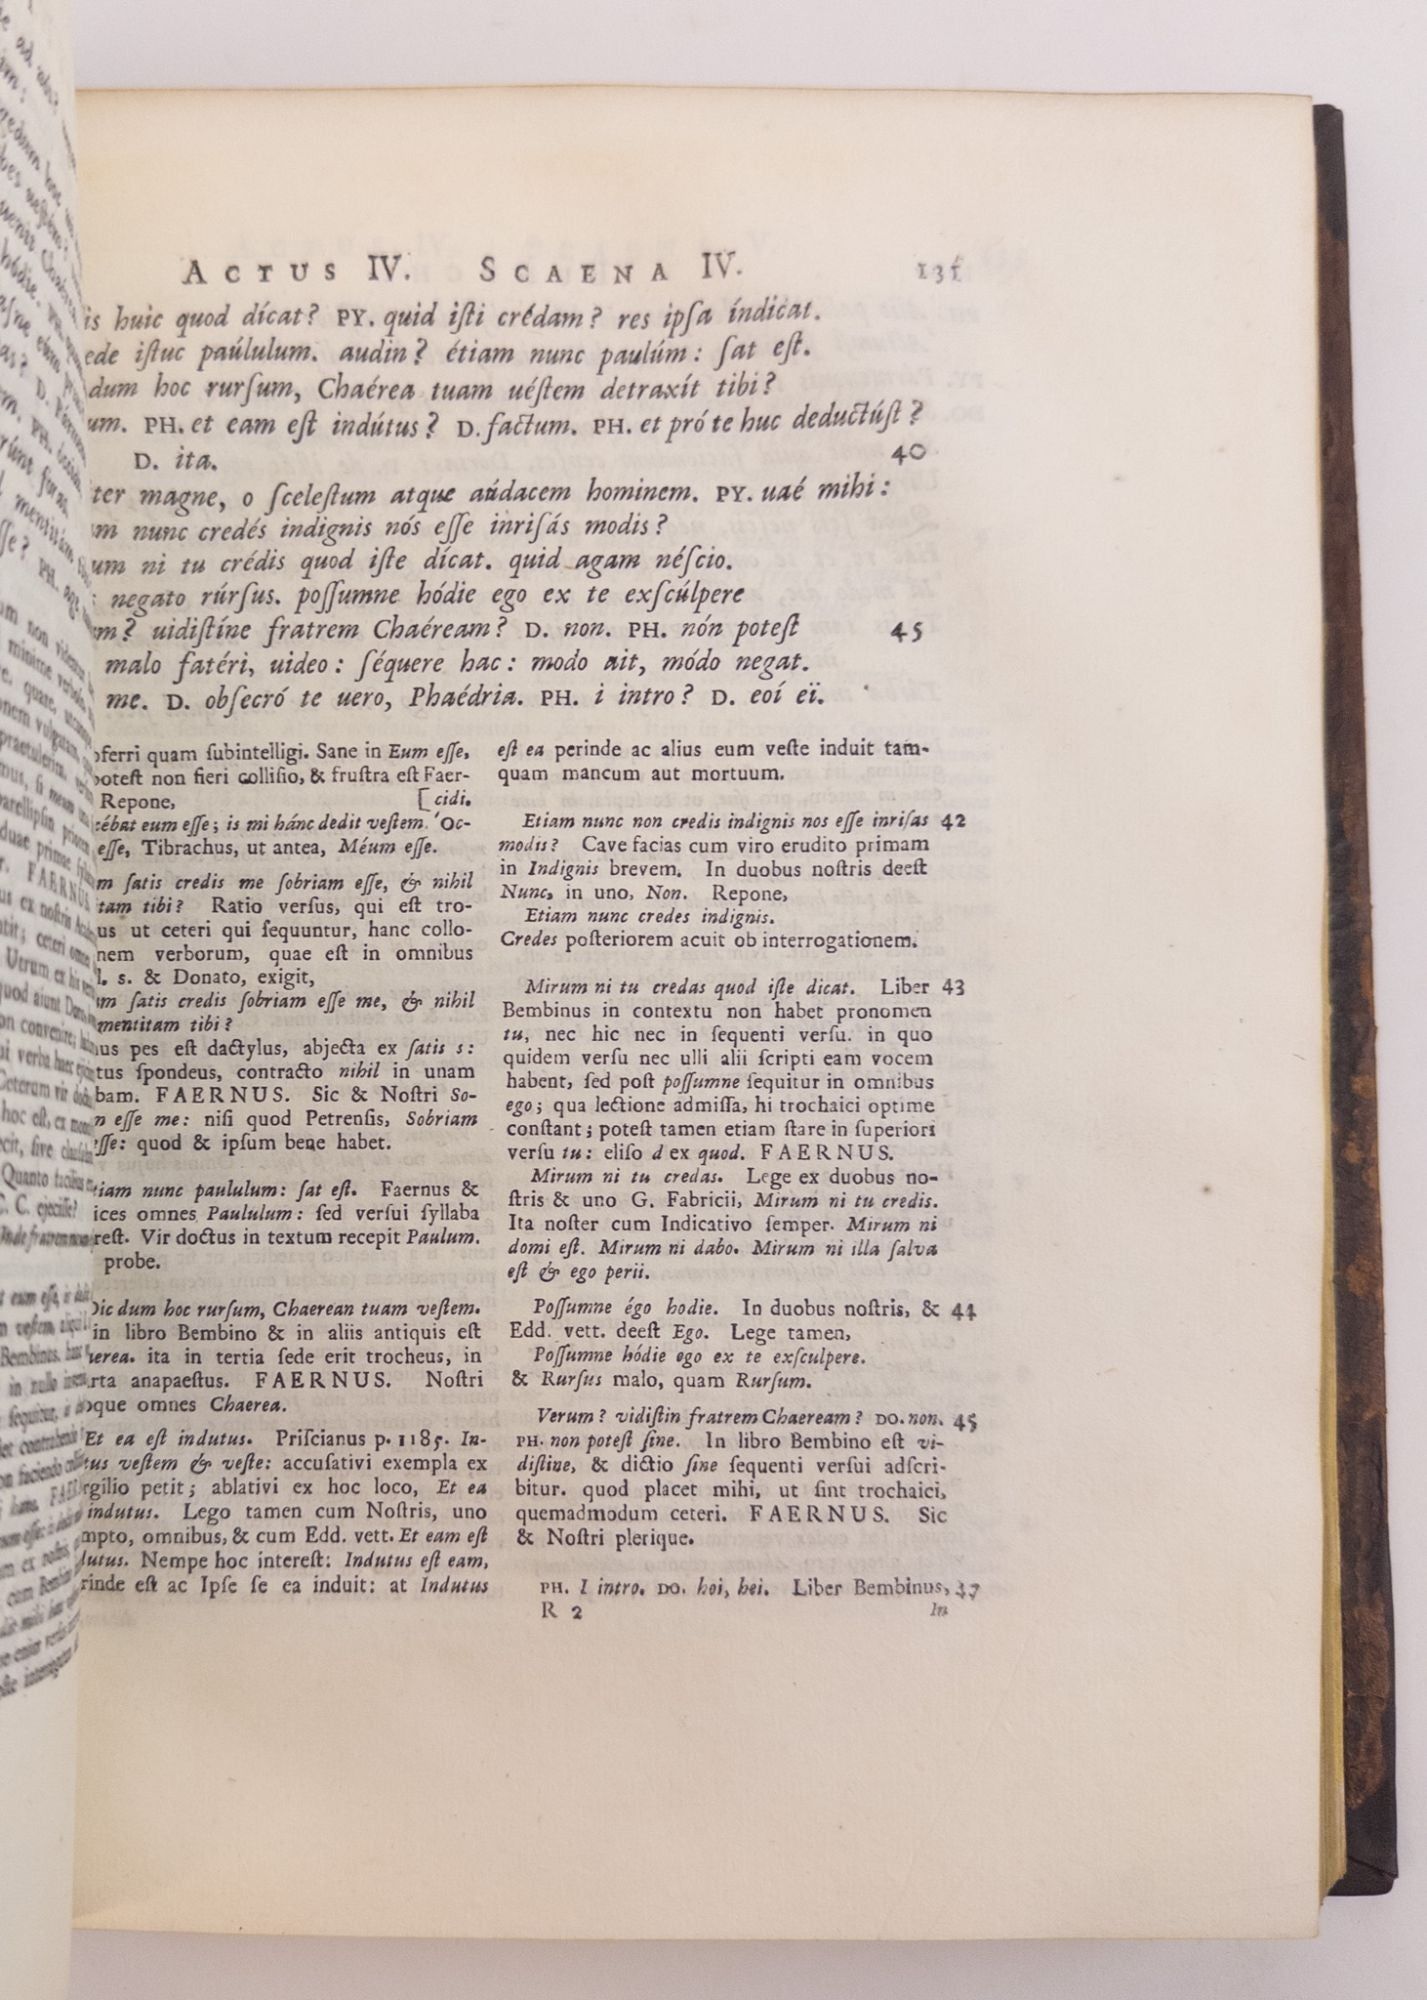 ACTUS IV. SCAENA IV. 131
is huic quod dícat? PY. quid iſti crédam? res ipſa índicat.
ede iſtuc paúlulum. audin? étiam nunc paulúm: ſat eſt.
dum hoc rurſum, Chaérea tuam uéſtem detraxít tibi?
um. PH. et eam eſt indútus? D. factum. PH. et pró te huc deductúſt?
D. ita. 40
ter magne, o ſceleſtum atque aúdacem hominem. PY. uaé mihi:
m nunc credés indignis nós eſſe inriſás modis?
um ni tu crédis quod iſte dícat. quid agam néſcio.
negato rúrſus. poſſumne hódie ego ex te exſcúlpere
m? uidiſtíne fratrem Chaéream? D. non. PH. nón poteſt 45
malo fatéri, uideo: ſéquere hac: modo ait, módo negat.
me. D. obſecró te uero, Phaédria. PH. i intro? D. eoí eï.
oferri quam ſubintelligi. Sane in Eum eſſe,
poteſt non fieri colliſio, & fruſtra eſt Faer-
Repone, [cidi.
cébat eum eſſe; is mi hánc dedit veſtem. 'Oc-
eſſe, Tibrachus, ut antea, Méum eſſe.
m ſatis credis me ſobriam eſſe, & nihil
tam tibi? Ratio verſus, qui eſt tro-
us ut ceteri qui ſequuntur, hanc collo-
nem verborum, quae eſt in omnibus
l. s. & Donato, exigit,
m ſatis credis ſobriam eſſe me, & nihil
mentitam tibi?
nus pes eſt dactylus, abjecta ex ſatis s:
tus ſpondeus, contracto nihil in unam
bam. FAERNUS. Sic & Noſtri So-
m eſſe me: niſi quod Petrenſis, Sobriam
eſſe: quod & ipſum bene habet.
tiam nunc paululum: ſat eſt. Faernus &
ices omnes Paululum: ſed verſui ſyllaba
reſt. Vir doctus in textum recepit Paulum.
probe.
Dic dum hoc rurſum, Chaerean tuam veſtem.
in libro Bembino & in aliis antiquis eſt
uerea. ita in tertia ſede erit trocheus, in
rta anapaeſtus. FAERNUS. Noſtri
oque omnes Chaerea.
Et ea eſt indutus. Priſcianus p. 1185. In-
tus veſtem & veſte: accuſativi exempla ex
rgilio petit; ablativi ex hoc loco, Et ea
indutus. Lego tamen cum Noſtris, uno
mpto, omnibus, & cum Edd. vett. Et eam eſt
dutus. Nempe hoc intereſt: Indutus eſt eam,
rinde eſt ac Ipſe ſe ea induit: at Indutus
eſt ea perinde ac alius eum veſte induit tam-
quam mancum aut mortuum.
Etiam nunc non credis indignis nos eſſe inriſas 42
modis? Cave facias cum viro erudito primam
in Indignis brevem. In duobus noſtris deeſt
Nunc, in uno, Non. Repone,
Etiam nunc credes indignis.
Credes poſteriorem acuit ob interrogationem.
Mirum ni tu credas quod iſte dicat. Liber 43
Bembinus in contextu non habet pronomen
tu, nec hic nec in ſequenti verſu. in quo
quidem verſu nec ulli alii ſcripti eam vocem
habent, ſed poſt poſſumne ſequitur in omnibus
ego; qua lectione admiſſa, hi trochaici optime
conſtant; poteſt tamen etiam ſtare in ſuperiori
verſu tu: eliſo d ex quod. FAERNUS.
Mirum ni tu credas. Lege ex duobus no-
ſtris & uno G. Fabricii, Mirum ni tu credis.
Ita noſter cum Indicativo ſemper. Mirum ni
domi eſt. Mirum ni dabo. Mirum ni illa ſalva
eſt & ego perii.
Poſſumne égo hodie. In duobus noſtris, & 44
Edd. vett. deeſt Ego. Lege tamen,
Poſſumne hódie ego ex te exſculpere.
& Rurſus malo, quam Rurſum.
Verum? vidiſtin fratrem Chaeream? DO. non. 45
PH. non poteſt ſine. In libro Bembino eſt vi-
diſtine, & dictio ſine ſequenti verſui adſcri-
bitur. quod placet mihi, ut ſint trochaici,
quemadmodum ceteri. FAERNUS. Sic
& Noſtri plerique.
PH. I intro. DO. hoi, hei. Liber Bembinus, 47
R 2 In